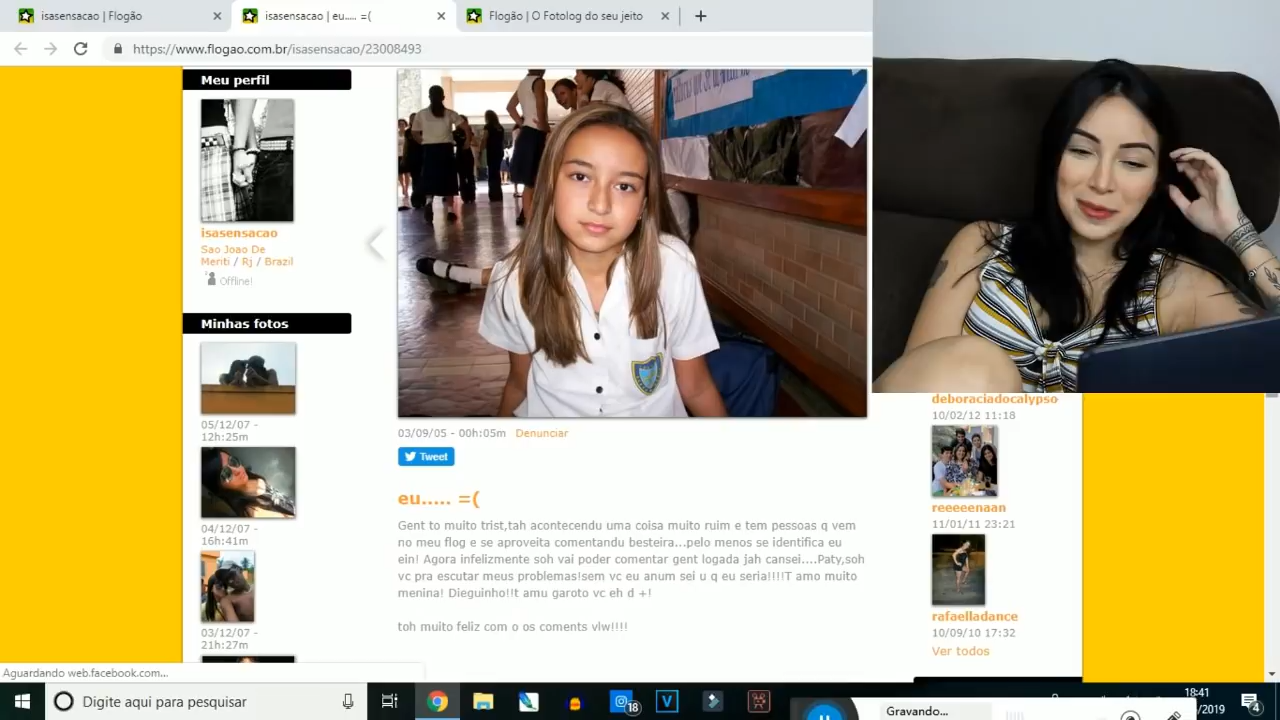 isasensacao | Flogão
isasensacao | eu..... =(
Flogão | O Fotolog do seu jeito
https://www.flogao.com.br/isasensacao/23008493
Meu perfil
isasensacao
Sao Joao De
Meriti / Rj / Brazil
Offline!
Minhas fotos
05/12/07 -
12h:25m
04/12/07 -
16h:41m
03/12/07 -
21h:27m
03/09/05 - 00h:05m Denunciar
Tweet
eu..... =(
Gent to muito trist,tah acontecendu uma coisa muito ruim e tem pessoas q vem
no meu flog e se aproveita comentandu besteira...pelo menos se identifica eu
ein! Agora infelizmente soh vai poder comentar gent logada jah cansei....Paty,soh
vc pra escutar meus problemas!sem vc eu anum sei u q eu seria!!!!T amo muito
menina! Dieguinho!!t amu garoto vc eh d +!
toh muito feliz com o os coments vlw!!!!
deboraciadocalypso
10/02/12 11:18
reeeeenaan
11/01/11 23:21
rafaelladance
10/09/10 17:32
Ver todos
Aguardando web.facebook.com...
Digite aqui para pesquisar
18
18:41
/2019
4
Gravando...